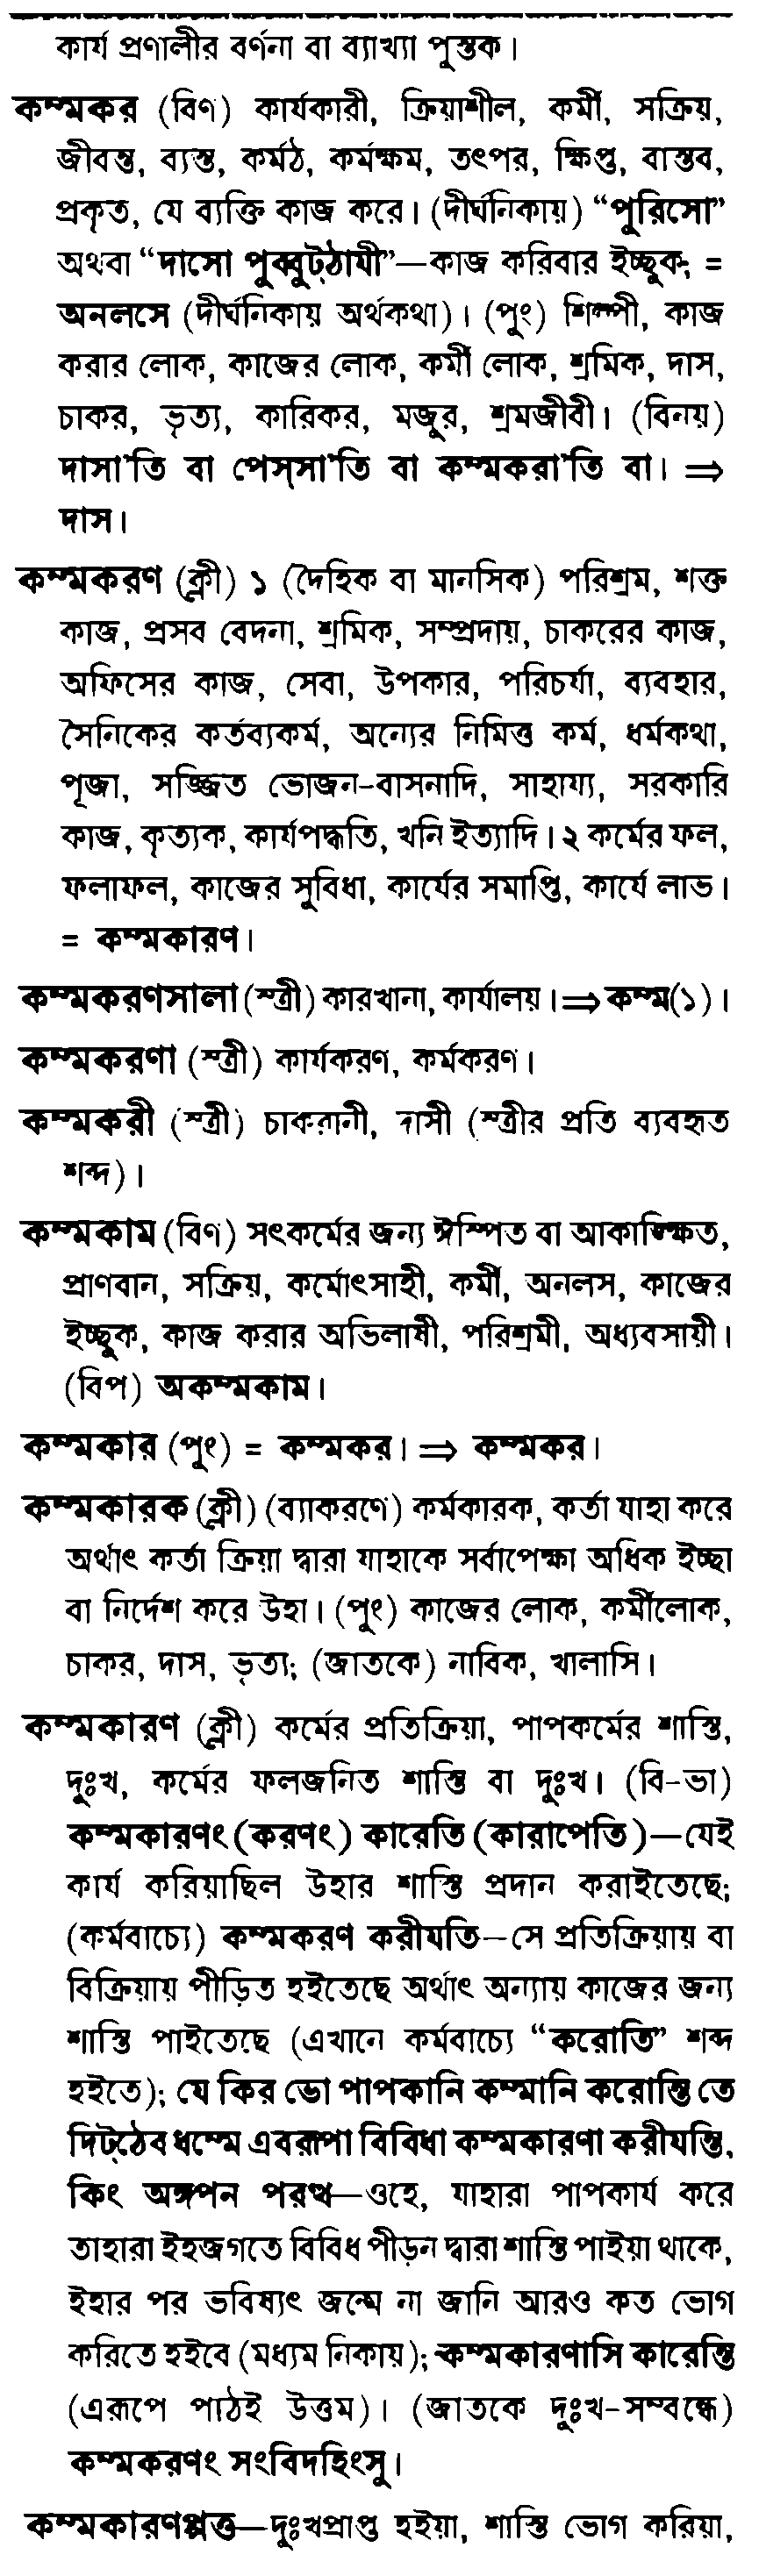 কার্য প্রণালীর বর্ণনা বা ব্যাখ্যা পুস্তক।
কম্মকর (বিণ) কার্যকারী, ক্রিয়াশীল, কর্মী, সক্রিয়,
জীবন্ত, ব্যস্ত, কর্মঠ, কর্মক্ষম, তৎপর, ক্ষিপ্ত, বাস্তব,
প্রকৃত, যে ব্যক্তি কাজ করে। (দীর্ঘনিকায়) “পুরিসো”
অথবা “দাসো পুব্বুট্ঠাযী”—কাজ করিবার ইচ্ছুক; =
অনলসে (দীর্ঘনিকায় অর্থকথা)। (পুং) শিল্পী, কাজ
করার লোক, কাজের লোক, কর্মী লোক, শ্রমিক, দাস,
চাকর, ভৃত্য, কারিকর, মজুর, শ্রমজীবী। (বিনয়)
দাসা’তি বা পেস্সা’তি বা কম্মকরা’তি বা। ⇒
দাস।
কম্মকরণ (ক্লী) ১ (দৈহিক বা মানসিক) পরিশ্রম, শক্ত
কাজ, প্রসব বেদনা, শ্রমিক, সম্প্রদায়, চাকরের কাজ,
অফিসের কাজ, সেবা, উপকার, পরিচর্যা, ব্যবহার,
সৈনিকের কর্তব্যকর্ম, অন্যের নিমিত্ত কর্ম, ধর্মকথা,
পূজা, সজ্জিত ভোজন-বাসনাদি, সাহায্য, সরকারি
কাজ, কৃত্যক, কার্যপদ্ধতি, খনি ইত্যাদি। ২ কর্মের ফল,
ফলাফল, কাজের সুবিধা, কার্যের সমাপ্তি, কার্যে লাভ।
= কম্মকারণ।
কম্মকরণসালা (স্ত্রী) কারখানা, কার্যালয়। ⇒ কম্ম(১)।
কম্মকরণা (স্ত্রী) কার্যকরণ, কর্মকরণ।
কম্মকরী (স্ত্রী) চাকরানী, দাসী (স্ত্রীর প্রতি ব্যবহৃত
শব্দ)।
কম্মকাম (বিণ) সৎকর্মের জন্য ঈপ্সিত বা আকাঙ্ক্ষিত,
প্রাণবান, সক্রিয়, কর্মোৎসাহী, কর্মী, অনলস, কাজের
ইচ্ছুক, কাজ করার অভিলাষী, পরিশ্রমী, অধ্যবসায়ী।
(বিপ) অকম্মকাম।
কম্মকার (পুং) = কম্মকর। ⇒ কম্মকর।
কম্মকারক (ক্লী) (ব্যাকরণে) কর্মকারক, কর্তা যাহা করে
অর্থাৎ কর্তা ক্রিয়া দ্বারা যাহাকে সর্বাপেক্ষা অধিক ইচ্ছা
বা নির্দেশ করে উহা। (পুং) কাজের লোক, কর্মীলোক,
চাকর, দাস, ভৃত্য; (জাতকে) নাবিক, খালাসি।
কম্মকারণ (ক্লী) কর্মের প্রতিক্রিয়া, পাপকর্মের শাস্তি,
দুঃখ, কর্মের ফলজনিত শাস্তি বা দুঃখ। (বি-ভা)
কম্মকারণং (করণং) কারেতি (কারাপেতি)—যেই
কার্য করিয়াছিল উহার শাস্তি প্রদান করাইতেছে;
(কর্মবাচ্যে) কম্মকরণ করীযতি—সে প্রতিক্রিয়ায় বা
বিক্রিয়ায় পীড়িত হইতেছে অর্থাৎ অন্যায় কাজের জন্য
শাস্তি পাইতেছে (এখানে কর্মবাচ্যে “করোতি” শব্দ
হইতে); যে কির ভো পাপকানি কম্মানি করোন্তি তে
দিট্ঠেব ধম্মে এবরূপা বিবিধা কম্মকারণা করীযন্তি,
কিং অঙ্গপন পরত্থ—ওহে, যাহারা পাপকার্য করে
তাহারা ইহজগতে বিবিধ পীড়ন দ্বারা শাস্তি পাইয়া থাকে,
ইহার পর ভবিষ্যৎ জন্মে না জানি আরও কত ভোগ
করিতে হইবে (মধ্যম নিকায়); কম্মকারণাসি কারেন্তি
(এরূপে পাঠই উত্তম)। (জাতকে দুঃখ-সম্বন্ধে)
কম্মকরণং সংবিদহিংসু।
কম্মকারণপ্পত্ত—দুঃখপ্রাপ্ত হইয়া, শাস্তি ভোগ করিয়া,